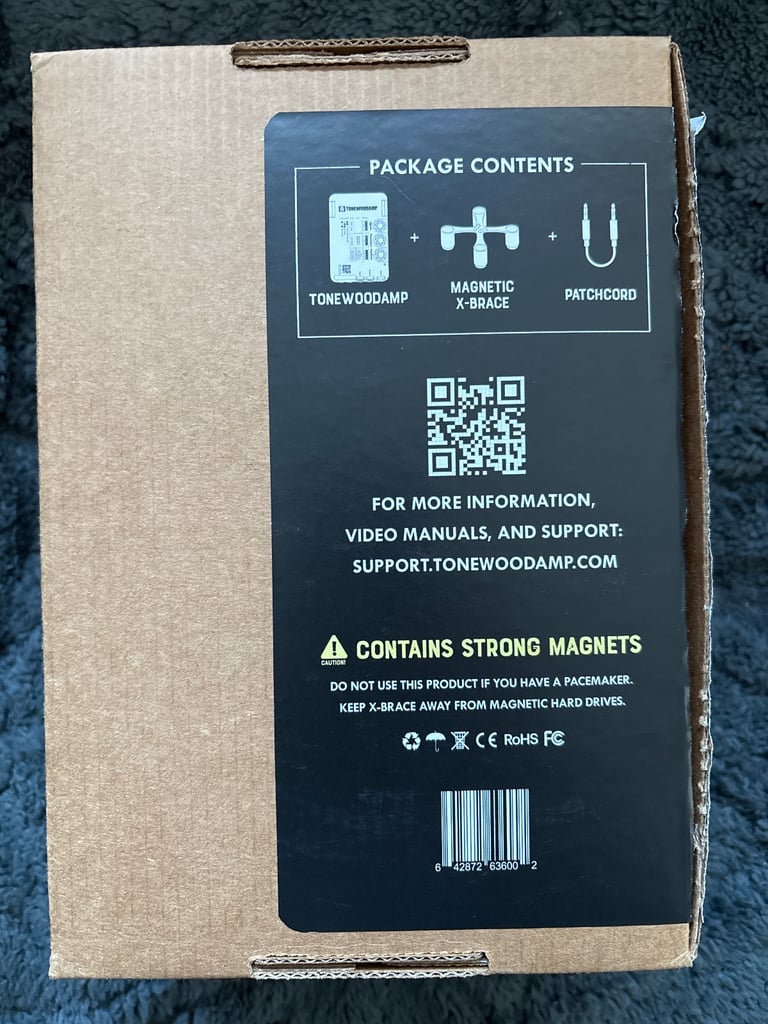 PACKAGE CONTENTS
TONEWOODAMP
+
+
TONEWOODAMP
MAGNETIC
X-BRACE
PATCHCORD
FOR MORE INFORMATION,
VIDEO MANUALS, AND SUPPORT:
SUPPORT.TONEWOODAMP.COM
CONTAINS STRONG MAGNETS
CAUTION!
DO NOT USE THIS PRODUCT IF YOU HAVE A PACEMAKER.
KEEP X-BRACE AWAY FROM MAGNETIC HARD DRIVES.
CE RoHS FC
6 42872 63600 2